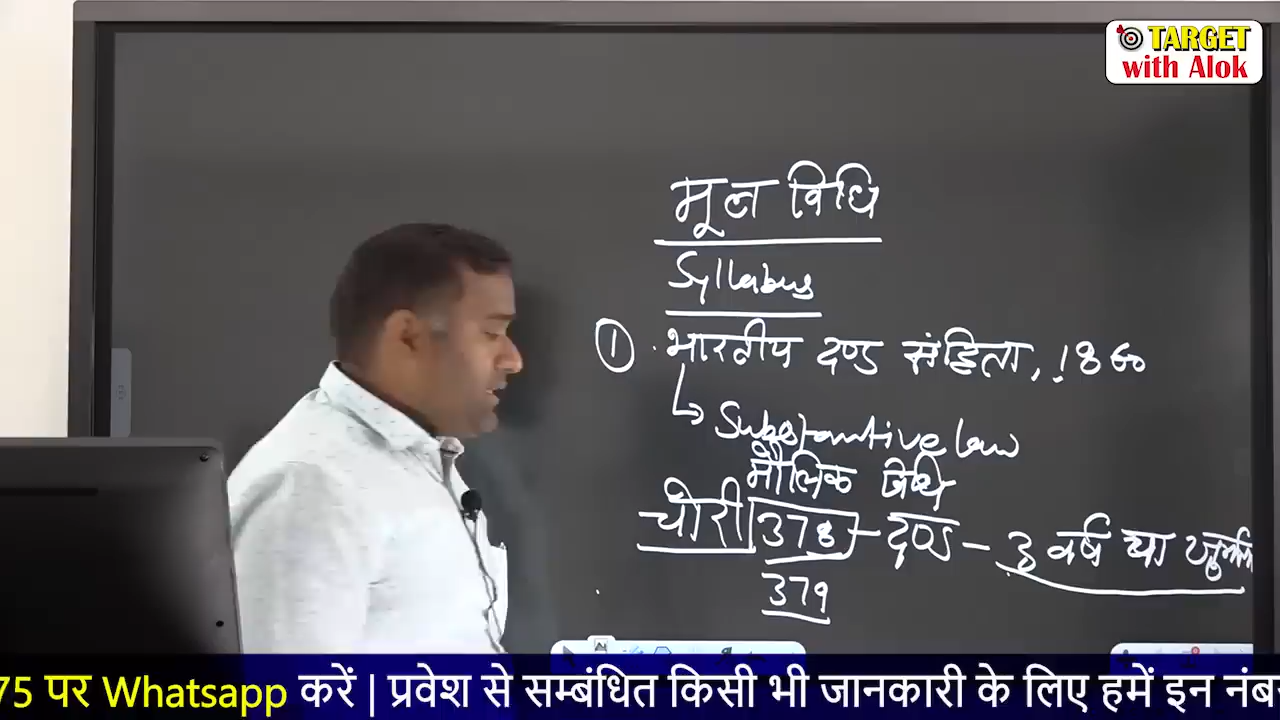 TARGET
with Alok
मूल विधि
Syllabus
① भारतीय दण्ड संहिता, 1860
↳ Substantive law
मौलिक विधि
चोरी 378 - दण्ड - 3 वर्ष या जुर्माना
379
75 पर Whatsapp करें | प्रवेश से सम्बंधित किसी भी जानकारी के लिए हमें इन नंबर